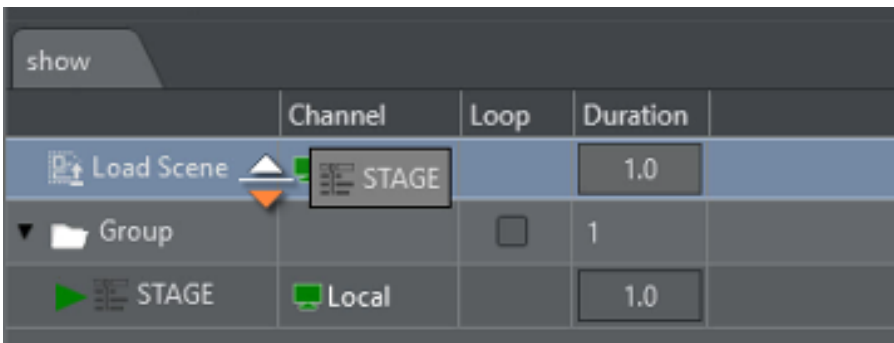 show
Channel Loop Duration
Load Scene STAGE 1.0
Group 1
STAGE Local 1.0